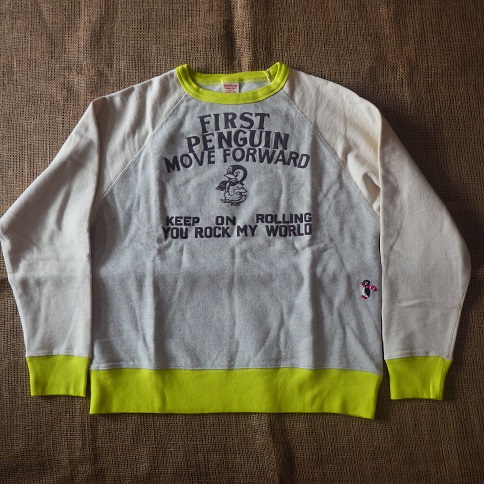 FIRST
PENGUIN
MOVE FORWARD
KEEP ON ROLLING
YOU ROCK MY WORLD